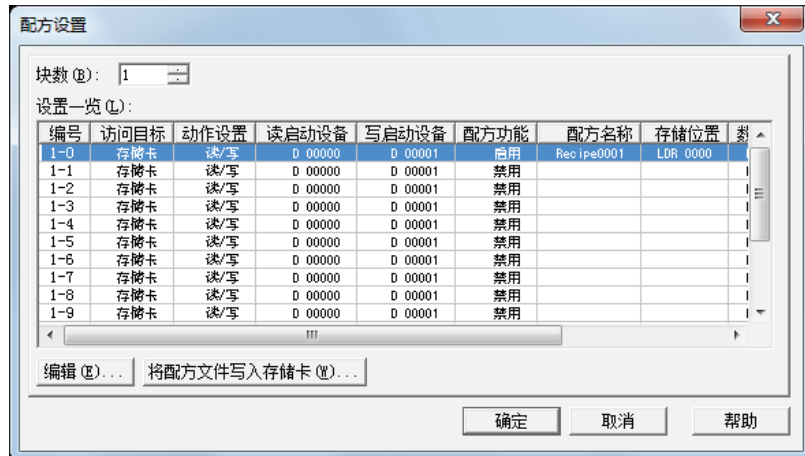 配方设置
块数(B): 1
设置一览(L):
编号 访问目标 动作设置 读启动设备 写启动设备 配方功能 配方名称 存储位置
1-0 存储卡 读/写 D 00000 D 00001 启用 Recipe0001 LDR 0000
1-1 存储卡 读/写 D 00000 D 00001 禁用
1-2 存储卡 读/写 D 00000 D 00001 禁用
1-3 存储卡 读/写 D 00000 D 00001 禁用
1-4 存储卡 读/写 D 00000 D 00001 禁用
1-5 存储卡 读/写 D 00000 D 00001 禁用
1-6 存储卡 读/写 D 00000 D 00001 禁用
1-7 存储卡 读/写 D 00000 D 00001 禁用
1-8 存储卡 读/写 D 00000 D 00001 禁用
1-9 存储卡 读/写 D 00000 D 00001 禁用
编辑(E)... 将配方文件写入存储卡(W)...
确定 取消 帮助